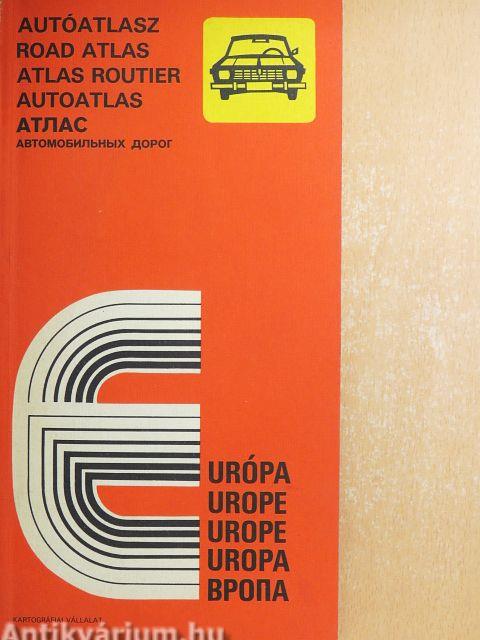 AUTÓATLASZ
ROAD ATLAS
ATLAS ROUTIER
AUTOATLAS
АТЛАС
АВТОМОБИЛЬНЫХ ДОРОГ
E
URÓPA
UROPE
UROPE
UROPA
ВРОПА
KARTOGRÁFIAI VÁLLALAT
Antikvárium.hu